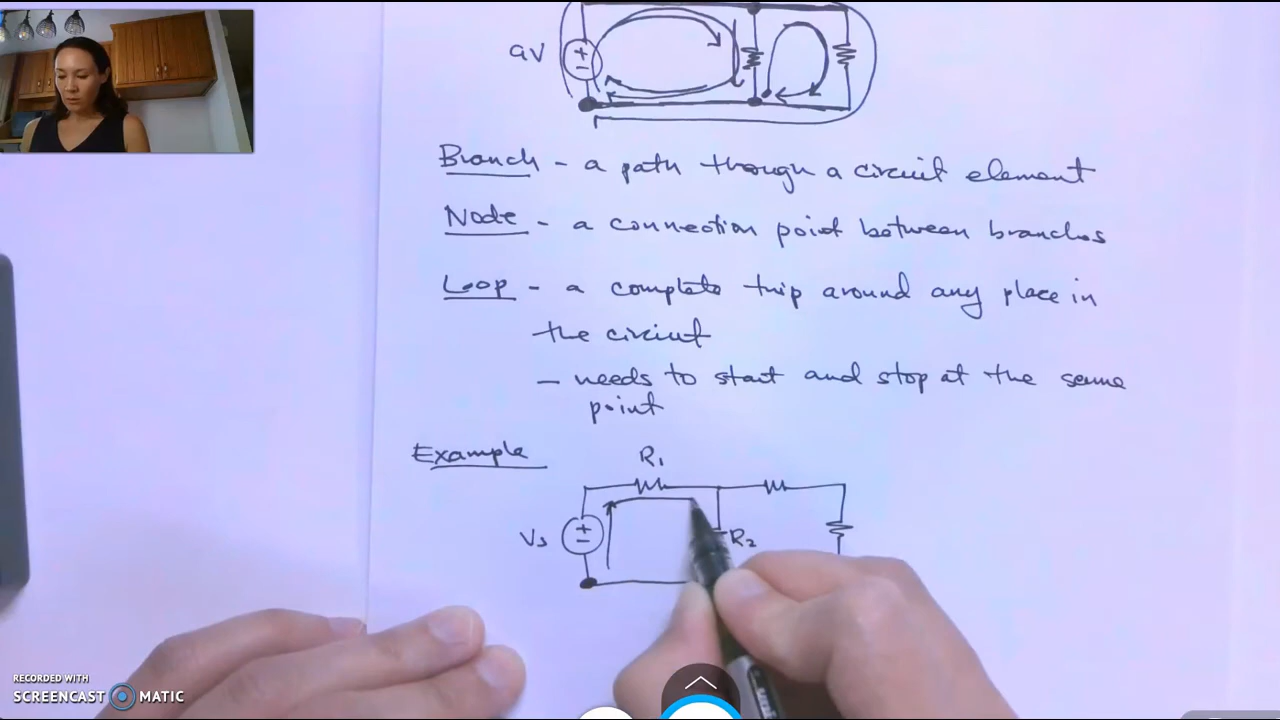 9V
+
-
Branch - a path through a circuit element
Node - a connection point between branches
Loop - a complete trip around any place in
the circiut
- needs to start and stop at the same
point
Example
R1
Vs
+
-
R2
RECORDED WITH
SCREENCAST MATIC